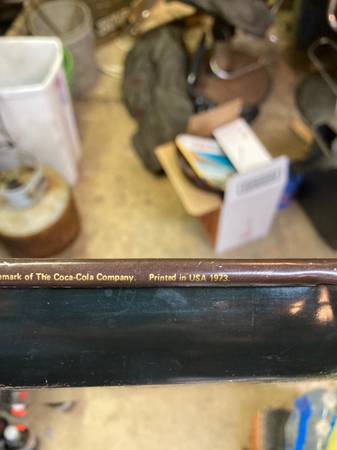 emark of The Coca-Cola Company. Printed in USA 1973.